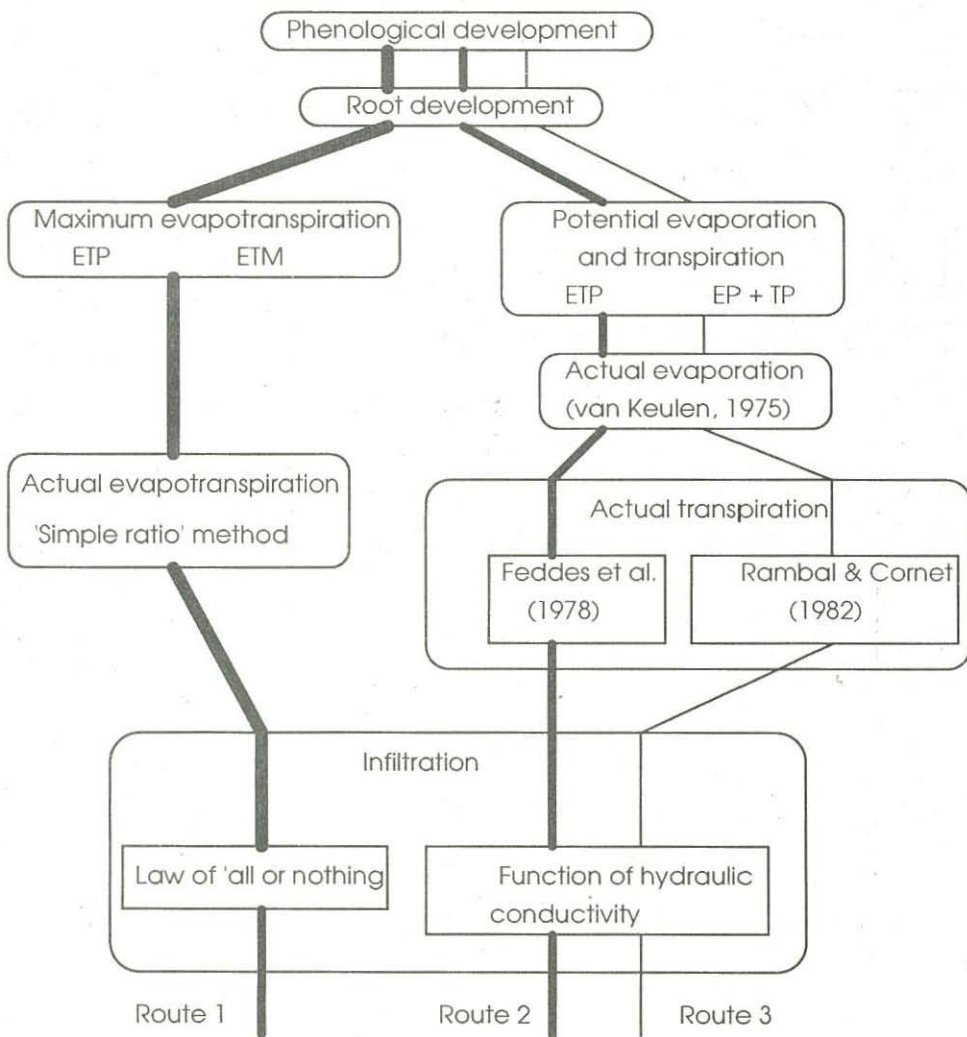 Phenological development
Root development
Maximum evapotranspiration
ETP ETM
Potential evaporation
and transpiration
ETP EP + TP
Actual evaporation
(van Keulen, 1975)
Actual evapotranspiration
'Simple ratio' method
Actual transpiration
Feddes et al.
(1978)
Rambal & Cornet
(1982)
Infiltration
Law of 'all or nothing
Function of hydraulic
conductivity
Route 1 Route 2 Route 3